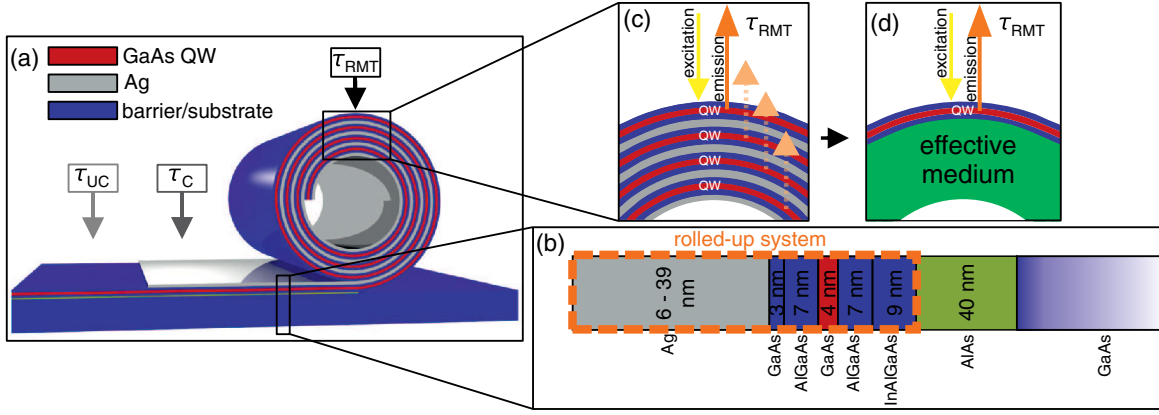 (a)
GaAs QW
Ag
barrier/substrate
τUC
τC
τRMT
(c)
excitation
emission
τRMT
QW
QW
QW
QW
(d)
excitation
emission
τRMT
QW
effective
medium
(b)
rolled-up system
6 - 39
nm
3 nm
7 nm
4 nm
7 nm
9 nm
40 nm
Ag
GaAs
AlGaAs
GaAs
AlGaAs
InAlGaAs
AlAs
GaAs